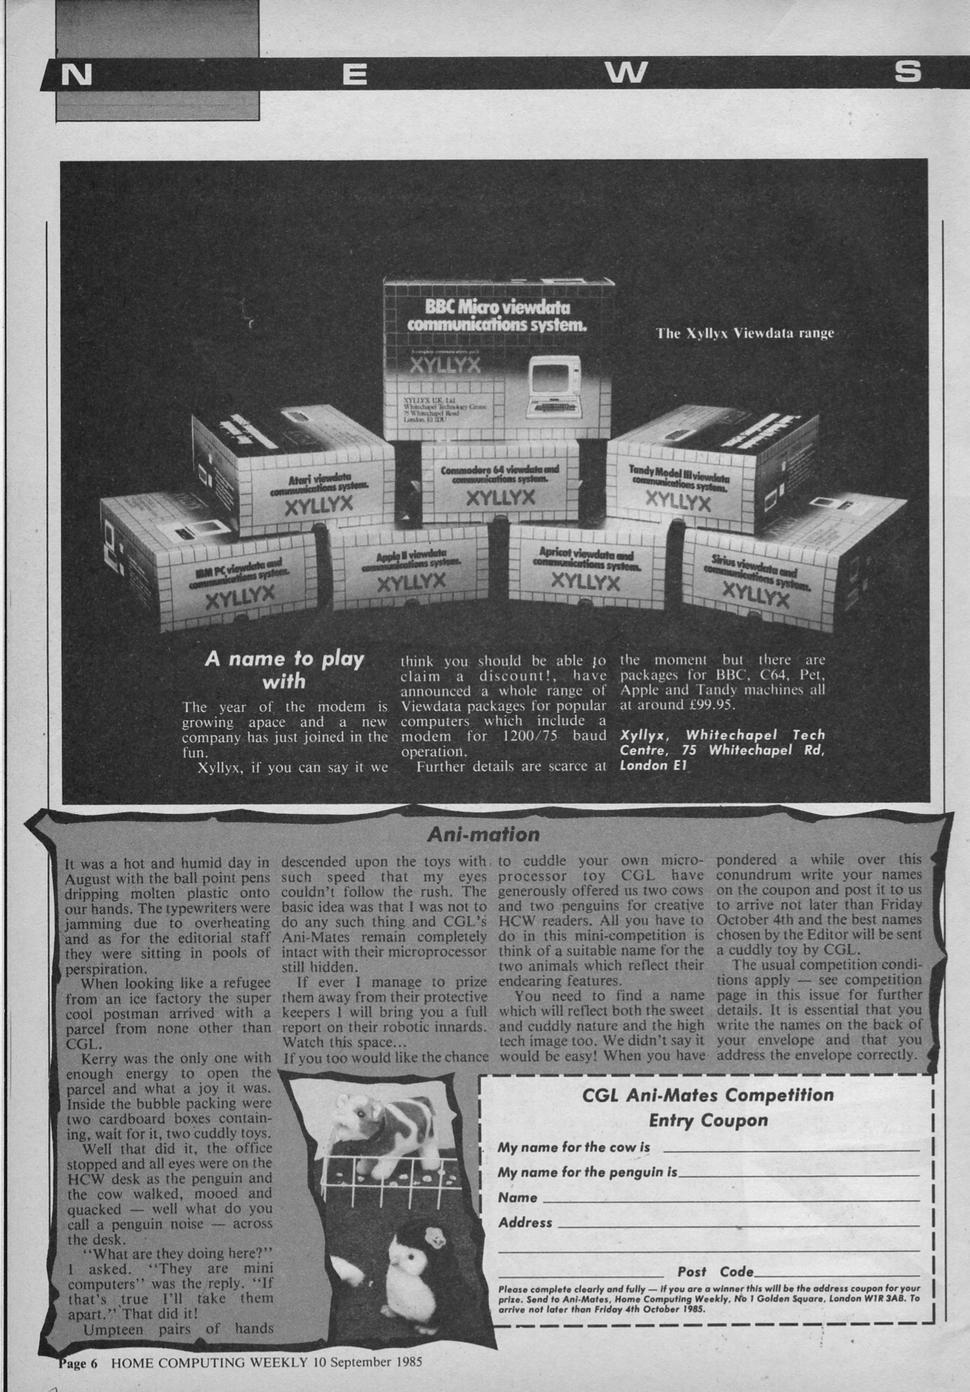 N E W S
BBC Micro viewdata
communications system.
XYLLYX
XYLLYX U.K. Ltd.
Whitechapel Technology Centre
75 Whitechapel Road
London, E1 1DU
The Xyllyx Viewdata range
Atari viewdata
communications system.
XYLLYX
Commodore 64 viewdata and
communications system.
XYLLYX
Tandy Model III viewdata
communications system.
XYLLYX
IBM PC viewdata and
communications system.
XYLLYX
Apple II viewdata
communications system.
XYLLYX
Apricot viewdata and
communications system.
XYLLYX
Sirius viewdata and
communications system.
XYLLYX
A name to play
with
The year of the modem is
growing apace and a new
company has just joined in the
fun.
Xyllyx, if you can say it we
think you should be able to
claim a discount!, have
announced a whole range of
Viewdata packages for popular
computers which include a
modem for 1200/75 baud
operation.
Further details are scarce at
the moment but there are
packages for BBC, C64, Pet,
Apple and Tandy machines all
at around £99.95.
Xyllyx, Whitechapel Tech
Centre, 75 Whitechapel Rd,
London E1
Ani-mation
It was a hot and humid day in
August with the ball point pens
dripping molten plastic onto
our hands. The typewriters were
jamming due to overheating
and as for the editorial staff
they were sitting in pools of
perspiration.
When looking like a refugee
from an ice factory the super
cool postman arrived with a
parcel from none other than
CGL.
Kerry was the only one with
enough energy to open the
parcel and what a joy it was.
Inside the bubble packing were
two cardboard boxes contain-
ing, wait for it, two cuddly toys.
Well that did it, the office
stopped and all eyes were on the
HCW desk as the penguin and
the cow walked, mooed and
quacked — well what do you
call a penguin noise — across
the desk.
"What are they doing here?"
I asked. "They are mini
computers" was the reply. "If
that's true I'll take them
apart." That did it!
Umpteen pairs of hands
descended upon the toys with
such speed that my eyes
couldn't follow the rush. The
basic idea was that I was not to
do any such thing and CGL's
Ani-Mates remain completely
intact with their microprocessor
still hidden.
If ever I manage to prize
them away from their protective
keepers I will bring you a full
report on their robotic innards.
Watch this space...
If you too would like the chance
to cuddle your own micro-
processor toy CGL have
generously offered us two cows
and two penguins for creative
HCW readers. All you have to
do in this mini-competition is
think of a suitable name for the
two animals which reflect their
endearing features.
You need to find a name
which will reflect both the sweet
and cuddly nature and the high
tech image too. We didn't say it
would be easy! When you have
pondered a while over this
conundrum write your names
on the coupon and post it to us
to arrive not later than Friday
October 4th and the best names
chosen by the Editor will be sent
a cuddly toy by CGL.
The usual competition condi-
tions apply — see competition
page in this issue for further
details. It is essential that you
write the names on the back of
your envelope and that you
address the envelope correctly.
CGL Ani-Mates Competition
Entry Coupon
My name for the cow is
My name for the penguin is
Name
Address
Post Code
Please complete clearly and fully — if you are a winner this will be the address coupon for your
prize. Send to Ani-Mates, Home Computing Weekly, No 1 Golden Square, London W1R 3AB. To
arrive not later than Friday 4th October 1985.
Page 6 HOME COMPUTING WEEKLY 10 September 1985